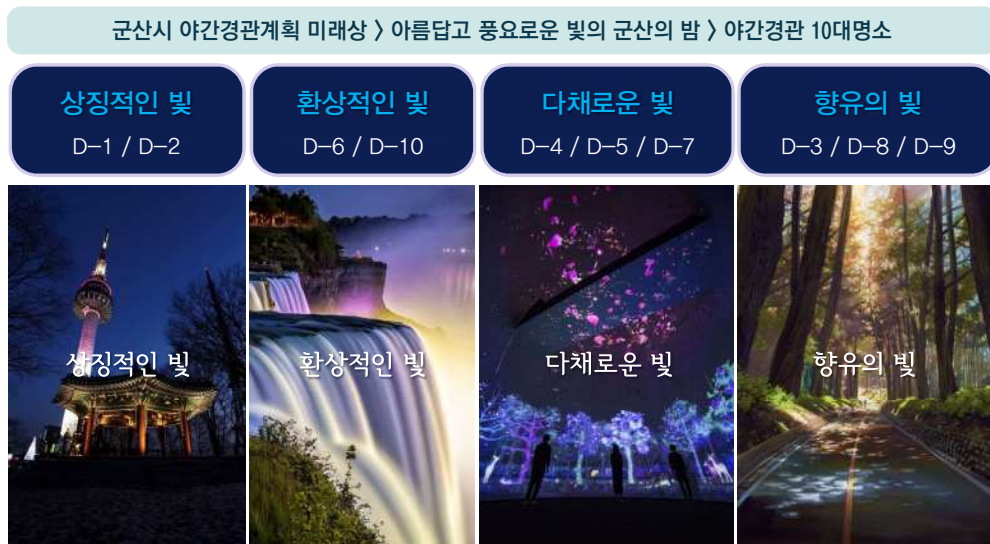 군산시 야간경관계획 미래상 > 아름답고 풍요로운 빛의 군산의 밤 > 야간경관 10대명소
상징적인 빛
D-1 / D-2
환상적인 빛
D-6 / D-10
다채로운 빛
D-4 / D-5 / D-7
향유의 빛
D-3 / D-8 / D-9
상징적인 빛
환상적인 빛
다채로운 빛
향유의 빛